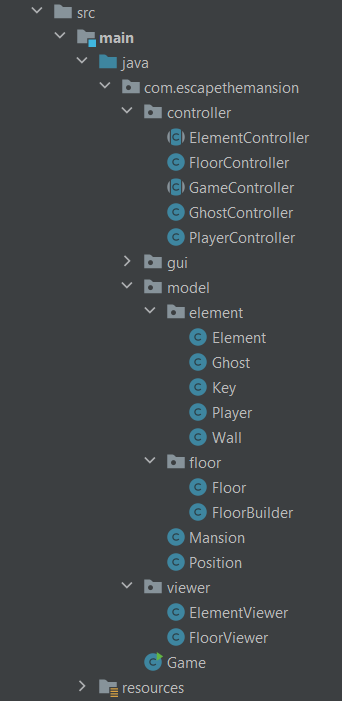 src
main
java
com.escapethemansion
controller
ElementController
FloorController
GameController
GhostController
PlayerController
gui
model
element
Element
Ghost
Key
Player
Wall
floor
Floor
FloorBuilder
Mansion
Position
viewer
ElementViewer
FloorViewer
Game
resources